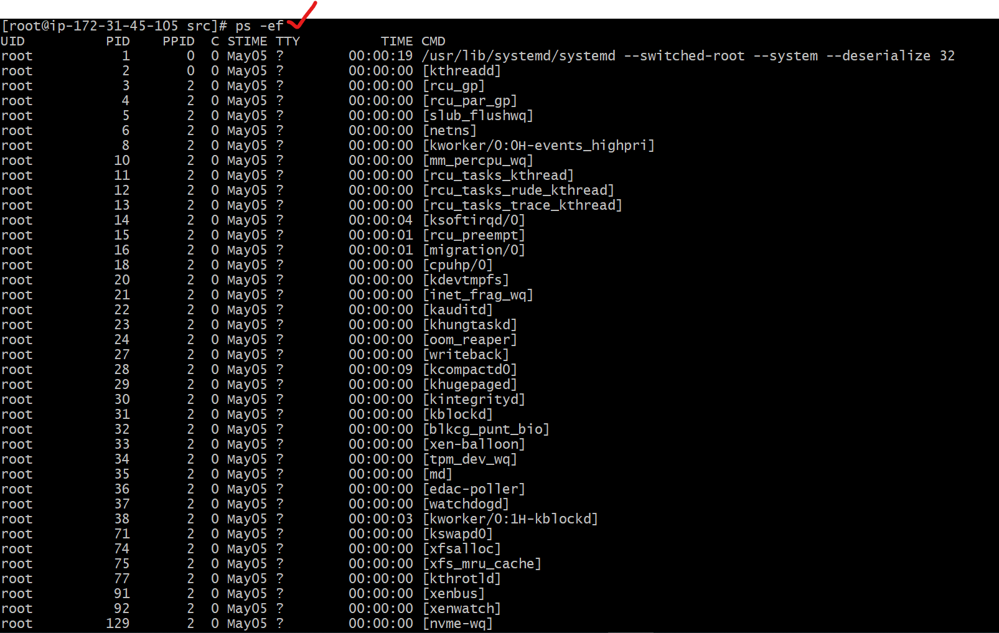 [root@ip-172-31-45-105 src]# ps -ef
UID PID PPID C STIME TTY TIME CMD
root 1 0 0 May05 ? 00:00:19 /usr/lib/systemd/systemd --switched-root --system --deserialize 32
root 2 0 0 May05 ? 00:00:00 [kthreadd]
root 3 2 0 May05 ? 00:00:00 [rcu_gp]
root 4 2 0 May05 ? 00:00:00 [rcu_par_gp]
root 5 2 0 May05 ? 00:00:00 [slub_flushwq]
root 6 2 0 May05 ? 00:00:00 [netns]
root 8 2 0 May05 ? 00:00:00 [kworker/0:0H-events_highpri]
root 10 2 0 May05 ? 00:00:00 [mm_percpu_wq]
root 11 2 0 May05 ? 00:00:00 [rcu_tasks_kthread]
root 12 2 0 May05 ? 00:00:00 [rcu_tasks_rude_kthread]
root 13 2 0 May05 ? 00:00:00 [rcu_tasks_trace_kthread]
root 14 2 0 May05 ? 00:00:04 [ksoftirqd/0]
root 15 2 0 May05 ? 00:00:01 [rcu_preempt]
root 16 2 0 May05 ? 00:00:01 [migration/0]
root 18 2 0 May05 ? 00:00:00 [cpuhp/0]
root 20 2 0 May05 ? 00:00:00 [kdevtmpfs]
root 21 2 0 May05 ? 00:00:00 [inet_frag_wq]
root 22 2 0 May05 ? 00:00:00 [kauditd]
root 23 2 0 May05 ? 00:00:00 [khungtaskd]
root 24 2 0 May05 ? 00:00:00 [oom_reaper]
root 27 2 0 May05 ? 00:00:00 [writeback]
root 28 2 0 May05 ? 00:00:09 [kcompactd0]
root 29 2 0 May05 ? 00:00:00 [khugepaged]
root 30 2 0 May05 ? 00:00:00 [kintegrityd]
root 31 2 0 May05 ? 00:00:00 [kblockd]
root 32 2 0 May05 ? 00:00:00 [blkcg_punt_bio]
root 33 2 0 May05 ? 00:00:00 [xen-balloon]
root 34 2 0 May05 ? 00:00:00 [tpm_dev_wq]
root 35 2 0 May05 ? 00:00:00 [md]
root 36 2 0 May05 ? 00:00:00 [edac-poller]
root 37 2 0 May05 ? 00:00:00 [watchdogd]
root 38 2 0 May05 ? 00:00:03 [kworker/0:1H-kblockd]
root 71 2 0 May05 ? 00:00:00 [kswapd0]
root 74 2 0 May05 ? 00:00:00 [xfsalloc]
root 75 2 0 May05 ? 00:00:00 [xfs_mru_cache]
root 77 2 0 May05 ? 00:00:00 [kthrotld]
root 91 2 0 May05 ? 00:00:00 [xenbus]
root 92 2 0 May05 ? 00:00:00 [xenwatch]
root 129 2 0 May05 ? 00:00:00 [nvme-wq]